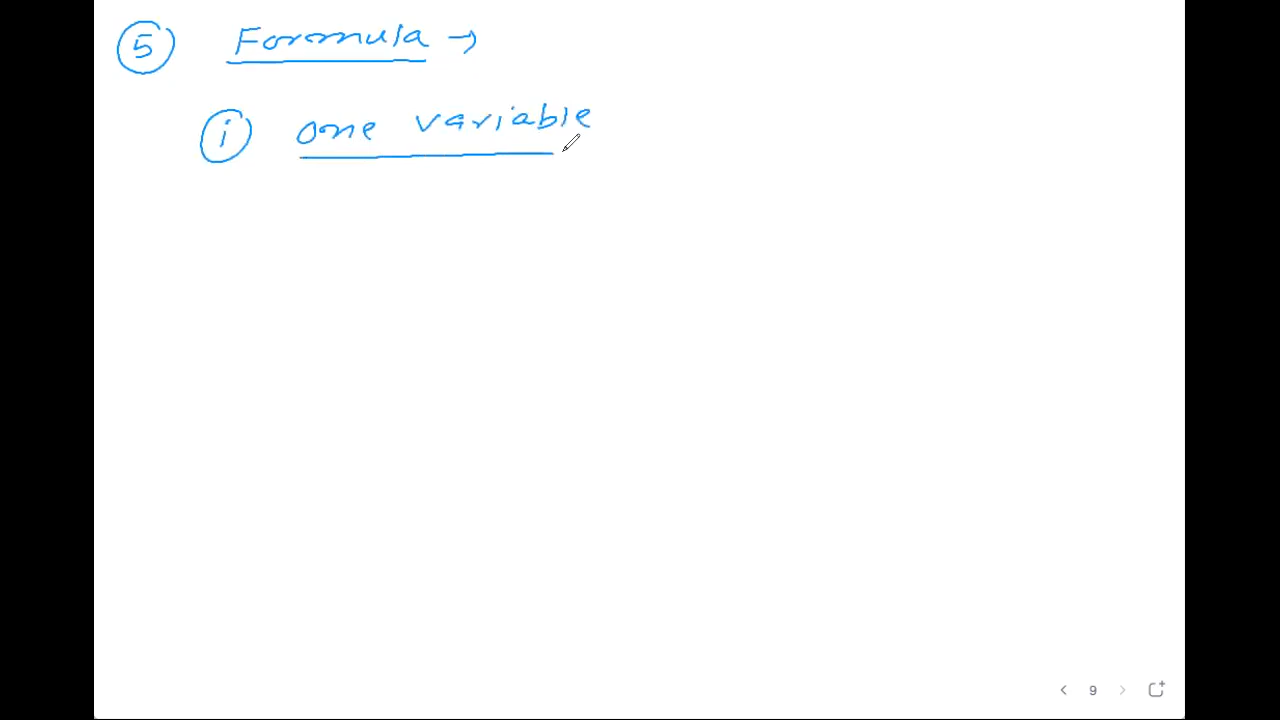 ⑤ Formula →
ⓘ one variable
9